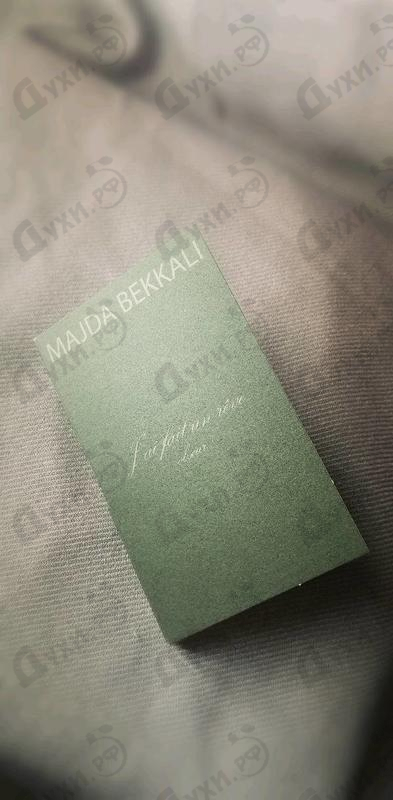 MAJDA BEKKALI
J'ai fait un rêve
Духи.рф